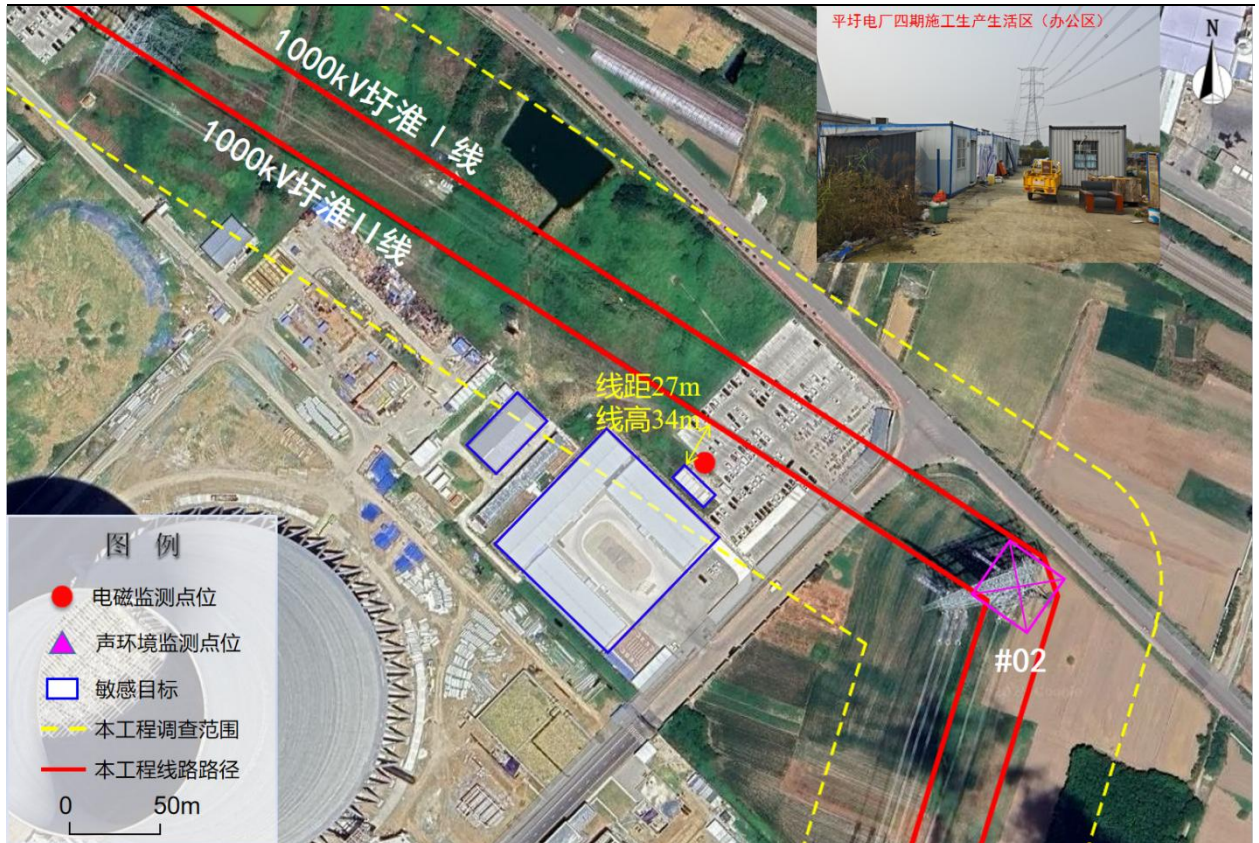 平圩电厂四期施工生产生活区（办公区）
N
1000kV圩淮Ⅰ线
1000kV圩淮II线
线距27m
线高34m
#02
图 例
电磁监测点位
声环境监测点位
敏感目标
本工程调查范围
本工程线路路径
0 50m